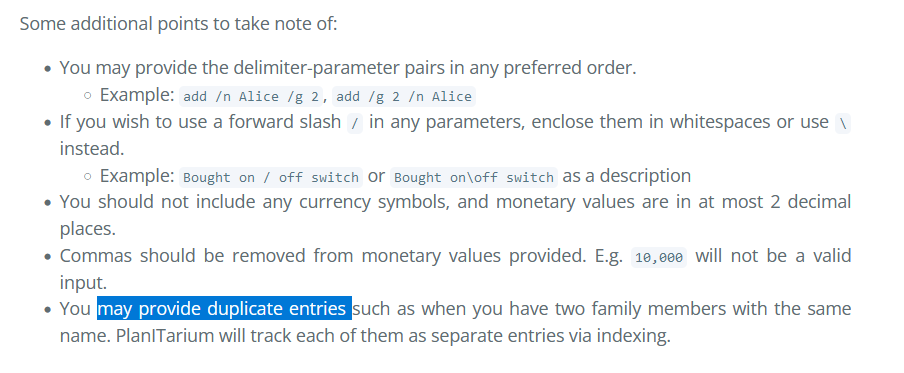 Some additional points to take note of:
You may provide the delimiter-parameter pairs in any preferred order.
Example: add /n Alice /g 2, add /g 2 /n Alice
If you wish to use a forward slash / in any parameters, enclose them in whitespaces or use \
instead.
Example: Bought on / off switch or Bought on\off switch as a description
You should not include any currency symbols, and monetary values are in at most 2 decimal
places.
Commas should be removed from monetary values provided. E.g. 10,000 will not be a valid
input.
You may provide duplicate entries such as when you have two family members with the same
name. PlanITarium will track each of them as separate entries via indexing.